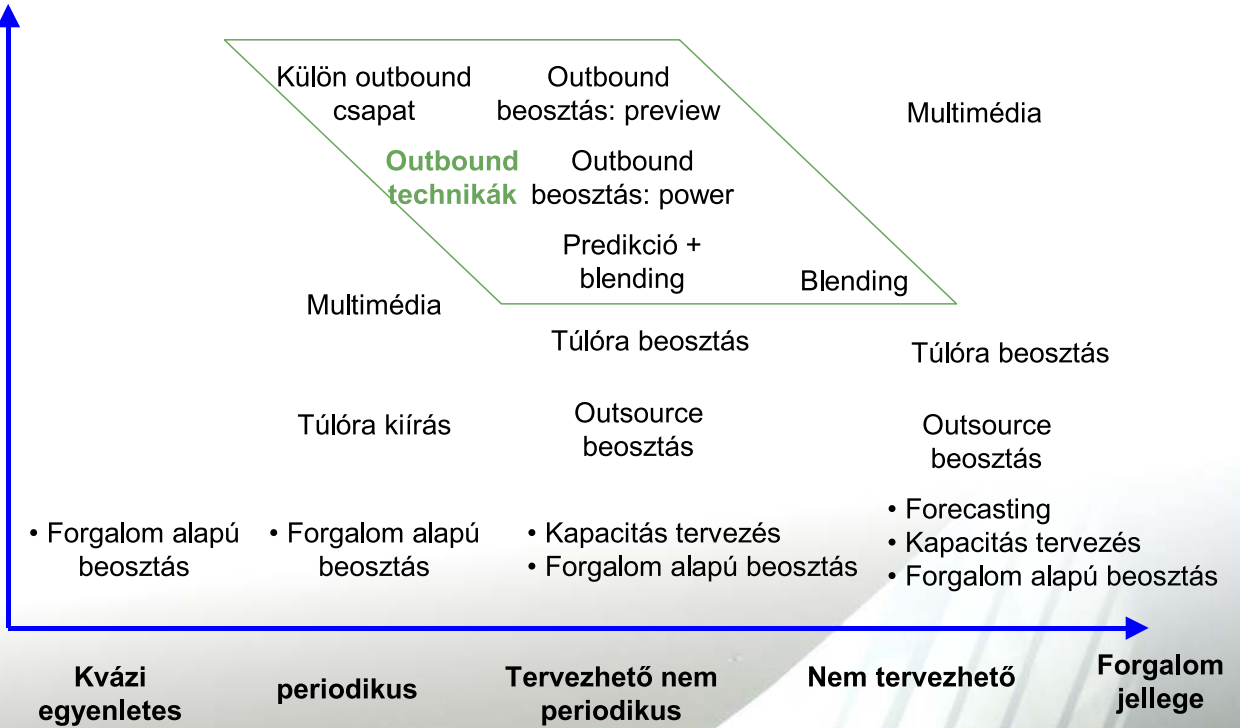 Külön outbound
csapat
Outbound
beosztás: preview
Multimédia
Outbound
technikák
Outbound
beosztás: power
Predikció +
blending
Blending
Multimédia
Túlóra beosztás
Túlóra beosztás
Túlóra kiírás
Outsource
beosztás
Outsource
beosztás
• Forgalom alapú
beosztás
• Forgalom alapú
beosztás
• Kapacitás tervezés
• Forgalom alapú beosztás
• Forecasting
• Kapacitás tervezés
• Forgalom alapú beosztás
Kvázi
egyenletes
periodikus
Tervezhető nem
periodikus
Nem tervezhető
Forgalom
jellege